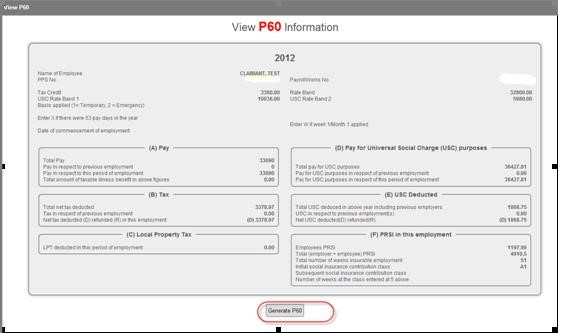 View P60
View P60 Information
2012
Name of Employee CLAIMANT, TEST
PPS No. PayrollWorks No.
Tax Credit 3300.00 Rate Band 32800.00
USC Rate Band 1 10036.00 USC Rate Band 2 5980.00
Basis applied (1= Temporary, 2 = Emergency)
Enter X if there were 53 pay days in the year
Enter W if week 1/Month 1 applied
Date of commencement of employment
(A) Pay
Total Pay 33090
Pay in respect to previous employment 0
Pay in respect to this period of employment 33090
Total amount of taxable illness benefit in above figures 0.00
(D) Pay for Universal Social Charge (USC) purposes
Total pay for USC purposes 36427.01
Pay for USC purposes in respect of previous employment 0.00
Pay for USC purposes in respect of this period of employment 36427.01
(B) Tax
Total net tax deducted 3378.97
Tax in respect of previous employment 0.00
Net tax deducted (D) refunded (R) in this employment (D) 3378.97
(E) USC Deducted
Total USC deducted in above year including previous employers 1868.75
USC in respect to previous employment(s) 0.00
Net USC deducted(D) refunded(R) (D) 1868.75
(C) Local Property Tax
LPT deducted in this period of employment 0.00
(F) PRSI in this employment
Employees PRSI 1197.99
Total (employer + employee) PRSI 4910.5
Total number of weeks insurable employment 51
Initial social insurance contribution class A1
Subsequent social insurance contribution class
Number of weeks at the class entered at 5 above
Generate P60